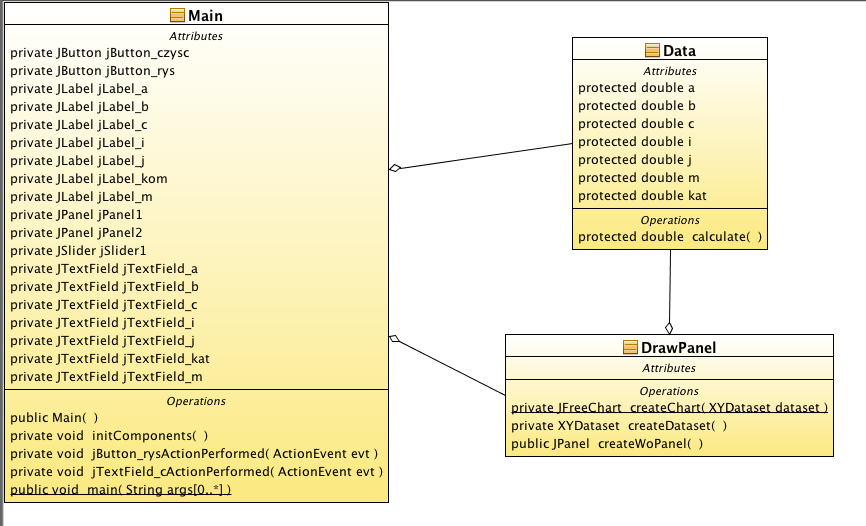 Main
Attributes
private JButton jButton_czysc
private JButton jButton_rys
private JLabel jLabel_a
private JLabel jLabel_b
private JLabel jLabel_c
private JLabel jLabel_i
private JLabel jLabel_j
private JLabel jLabel_kom
private JLabel jLabel_m
private JPanel jPanel1
private JPanel jPanel2
private JSlider jSlider1
private JTextField jTextField_a
private JTextField jTextField_b
private JTextField jTextField_c
private JTextField jTextField_i
private JTextField jTextField_j
private JTextField jTextField_kat
private JTextField jTextField_m
Operations
public Main( )
private void initComponents( )
private void jButton_rysActionPerformed( ActionEvent evt )
private void jTextField_cActionPerformed( ActionEvent evt )
public void main( String args[0..*] )
Data
Attributes
protected double a
protected double b
protected double c
protected double i
protected double j
protected double m
protected double kat
Operations
protected double calculate( )
DrawPanel
Attributes
Operations
private JFreeChart createChart( XYDataset dataset )
private XYDataset createDataset( )
public JPanel createWoPanel( )